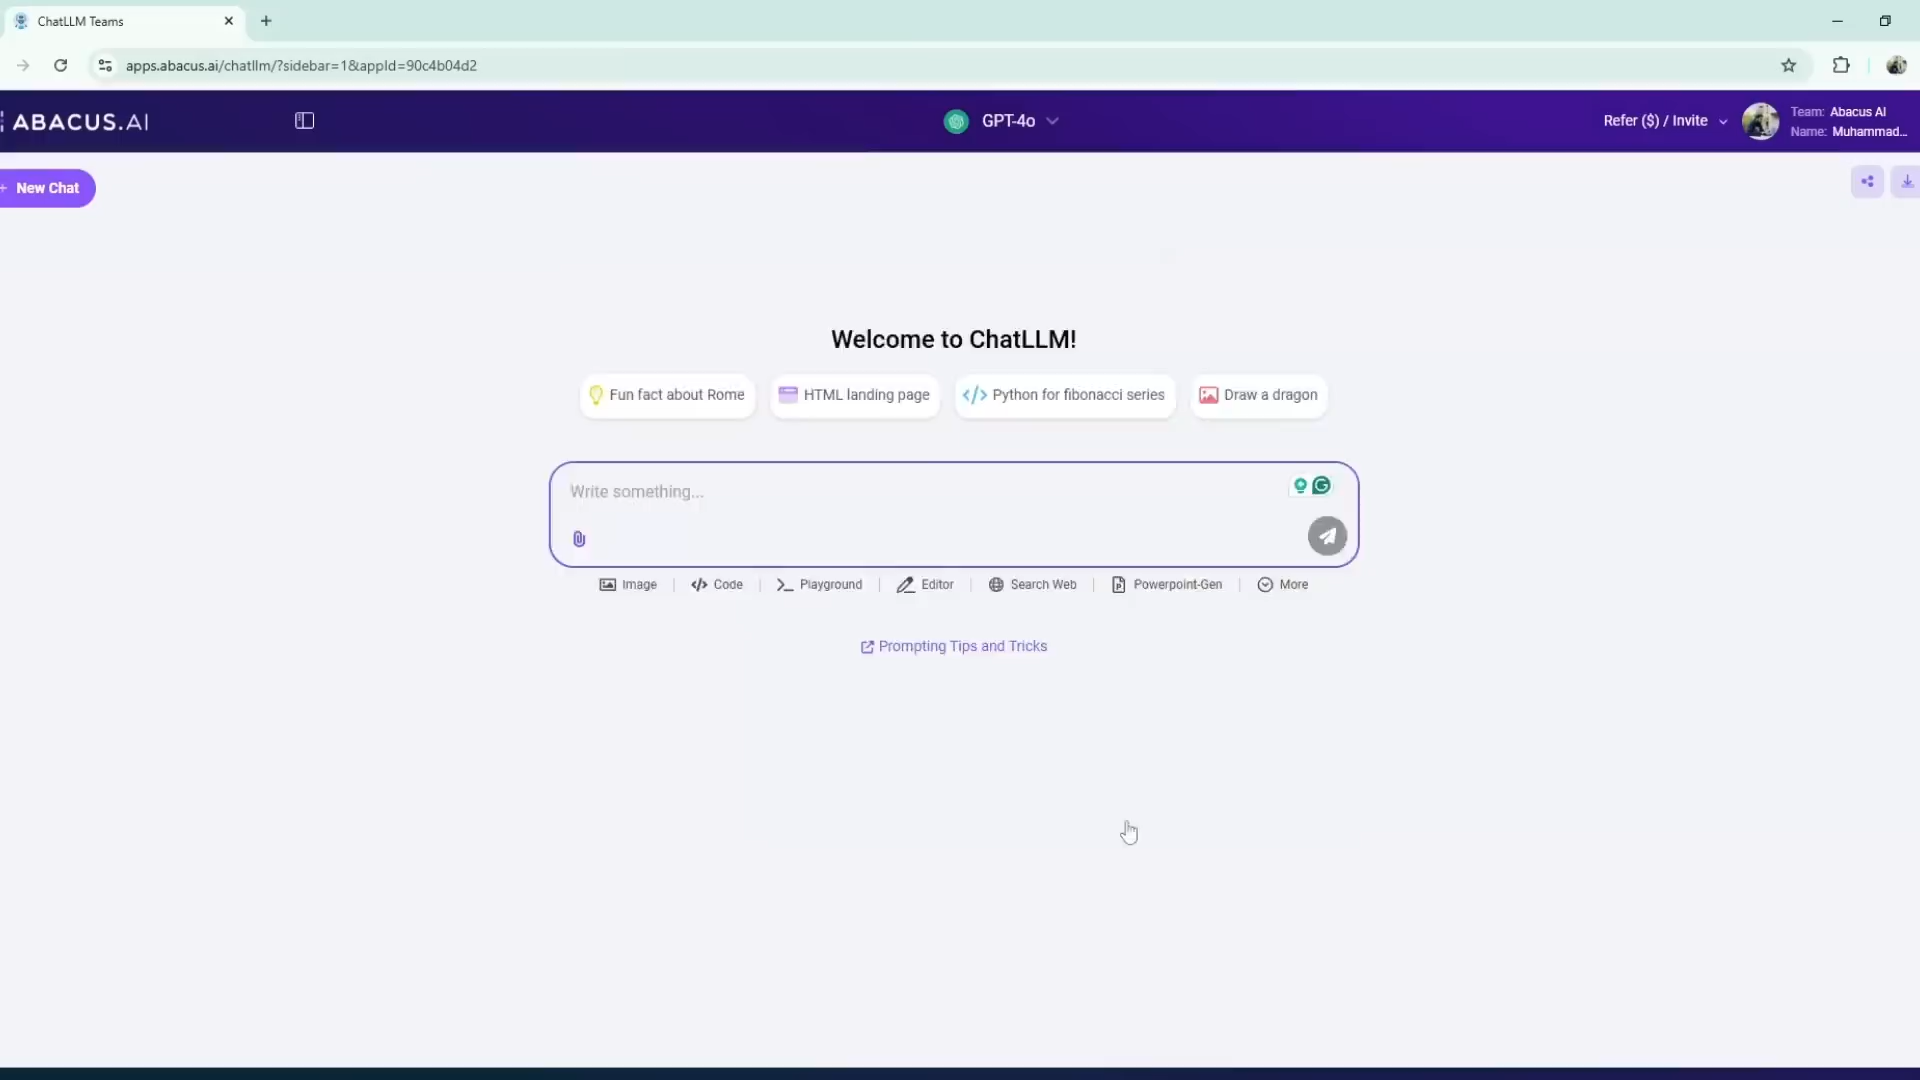 ChatLLM Teams
apps.abacus.ai/chatllm/?sidebar=1&appId=90c4b04d2
ABACUS.AI
GPT-4o
Refer ($) / Invite
Team: Abacus AI
Name: Muhammad...
+ New Chat
Welcome to ChatLLM!
Fun fact about Rome
HTML landing page
</> Python for fibonacci series
Draw a dragon
Write something...
Image
</> Code
Playground
Editor
Search Web
Powerpoint-Gen
More
Prompting Tips and Tricks